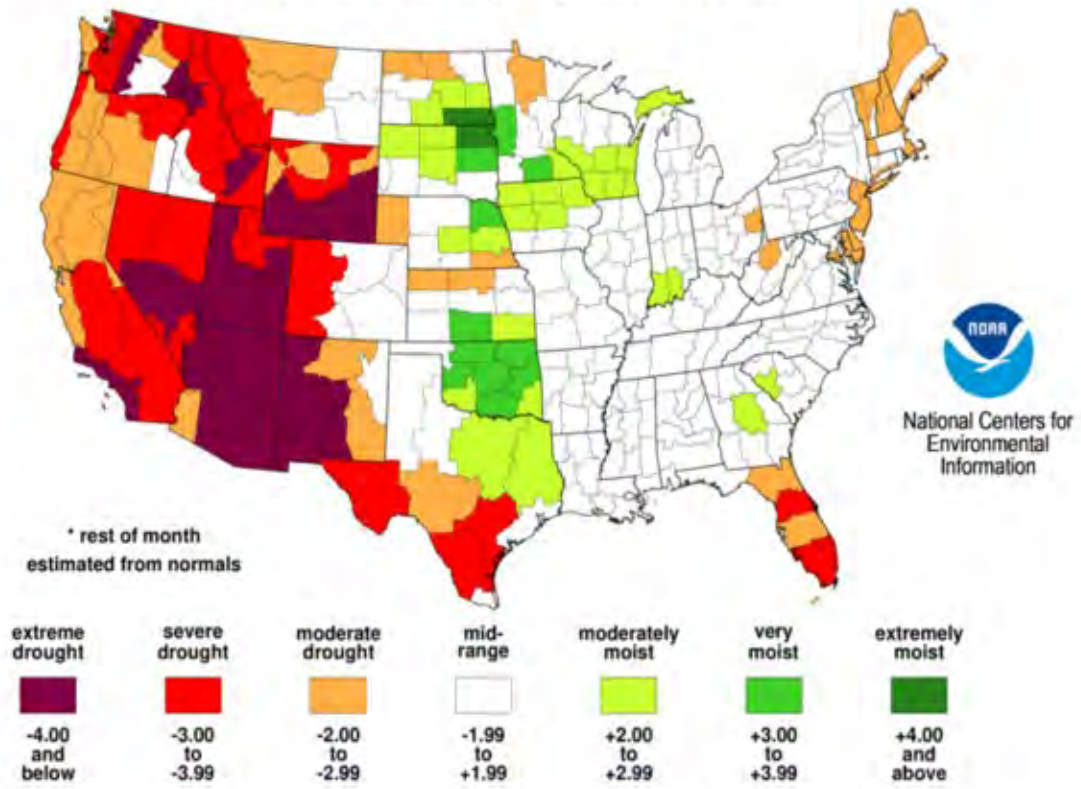 NOAA
National Centers for
Environmental
Information
* rest of month
estimated from normals
extreme
drought
-4.00
and
below
severe
drought
-3.00
to
-3.99
moderate
drought
-2.00
to
-2.99
mid-
range
-1.99
to
+1.99
moderately
moist
+2.00
to
+2.99
very
moist
+3.00
to
+3.99
extremely
moist
+4.00
and
above